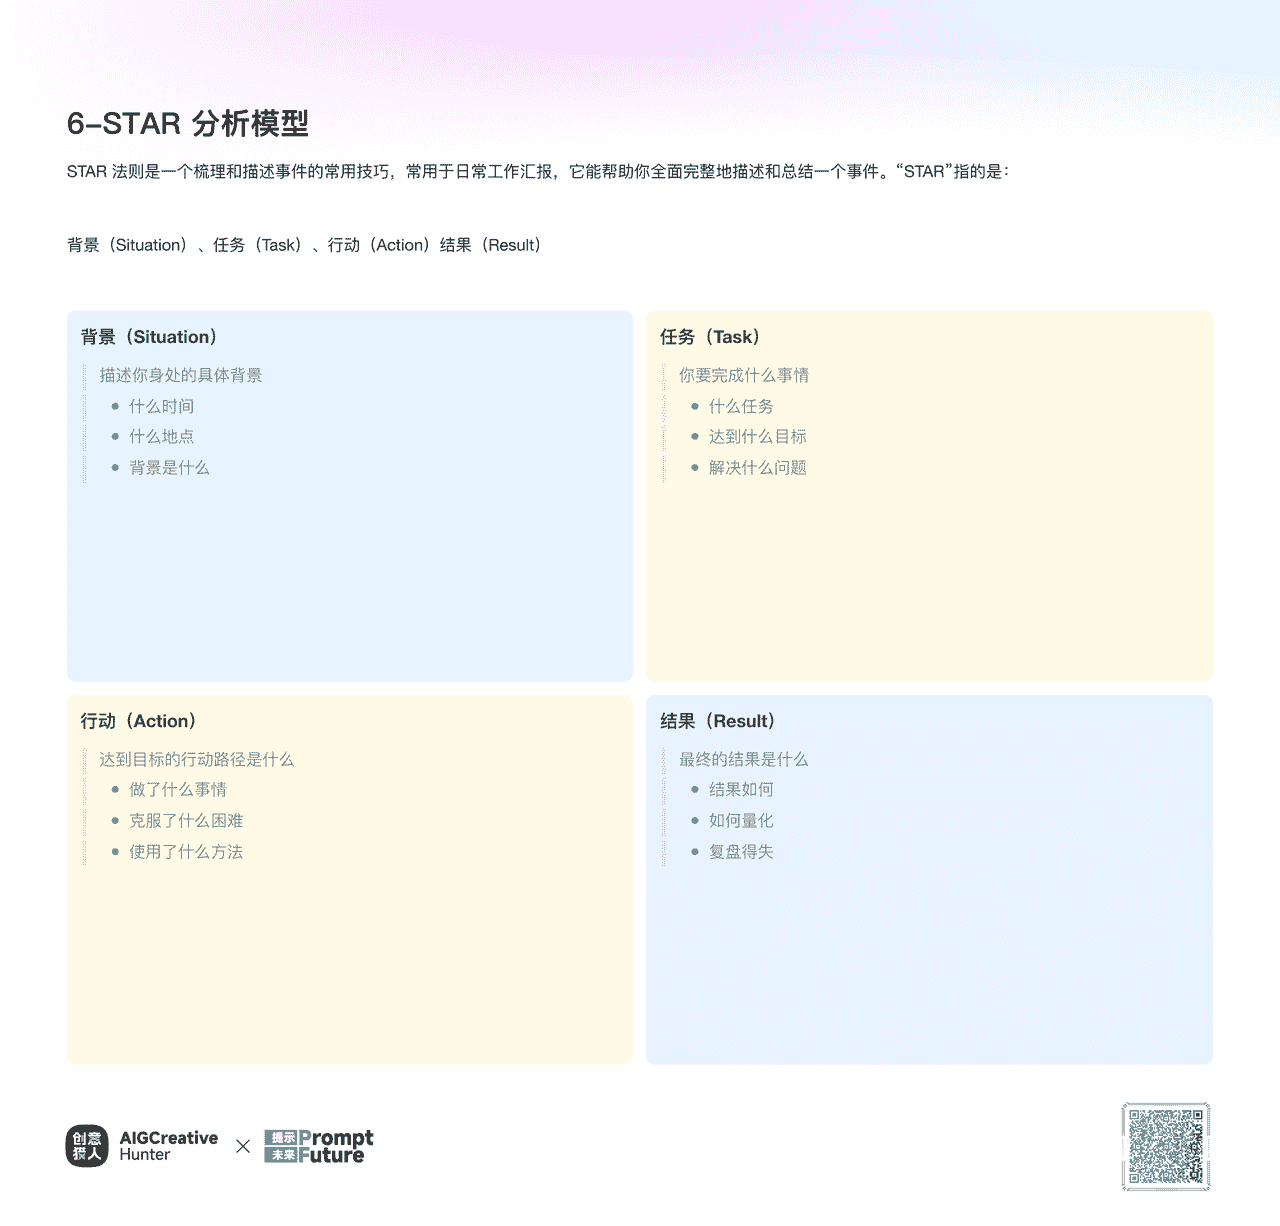 6-STAR 分析模型
STAR 法则是一个梳理和描述事件的常用技巧，常用于日常工作汇报，它能帮助你全面完整地描述和总结一个事件。“STAR”指的是：
背景（Situation）、任务（Task）、行动（Action）结果（Result）
背景（Situation）
描述你身处的具体背景
• 什么时间
• 什么地点
• 背景是什么
任务（Task）
你要完成什么事情
• 什么任务
• 达到什么目标
• 解决什么问题
行动（Action）
达到目标的行动路径是什么
• 做了什么事情
• 克服了什么困难
• 使用了什么方法
结果（Result）
最终的结果是什么
• 结果如何
• 如何量化
• 复盘得失
创意
猎人
AIGCreative
Hunter
×
提示
未来
Prompt
Future